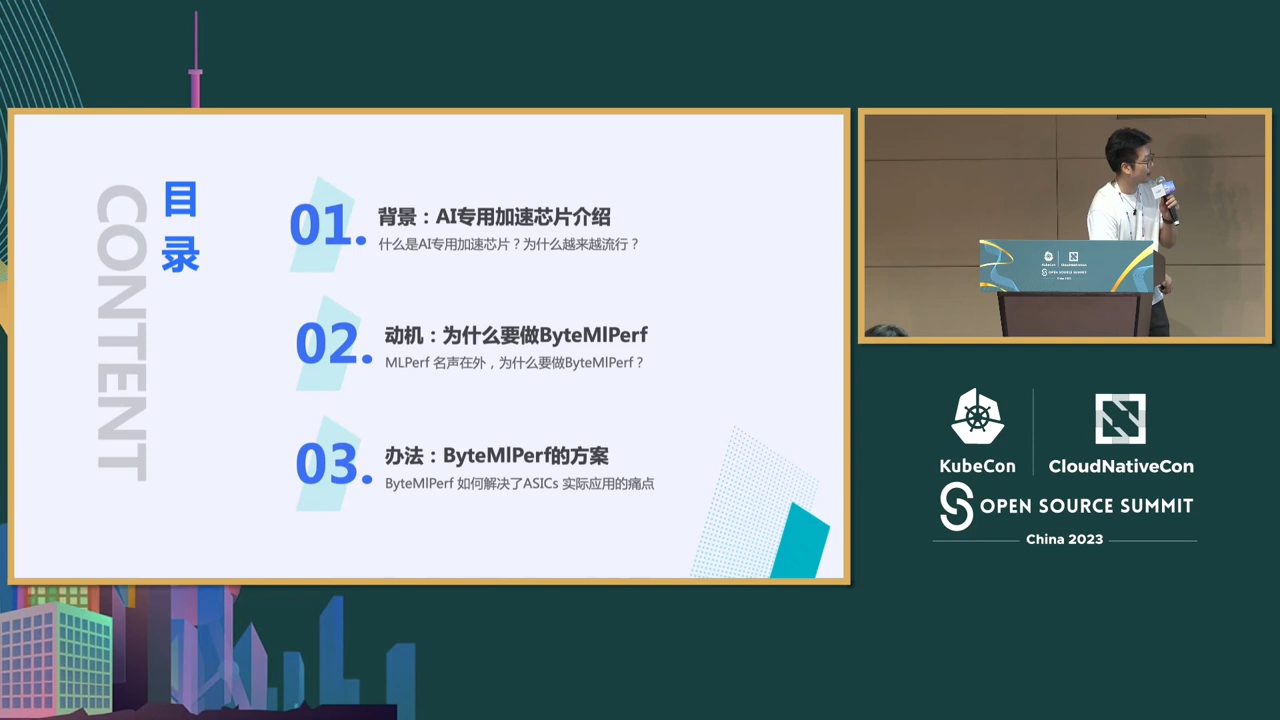 目
录
CONTENT
01.
背景：AI专用加速芯片介绍
什么是AI专用加速芯片？为什么越来越流行？
02.
动机：为什么要做ByteMlPerf
MLPerf 名声在外，为什么要做ByteMlPerf？
03.
办法：ByteMlPerf的方案
ByteMlPerf 如何解决了ASICs 实际应用的痛点
KubeCon
CloudNativeCon
OPEN SOURCE SUMMIT
KubeCon
CloudNativeCon
OPEN SOURCE SUMMIT
China 2023